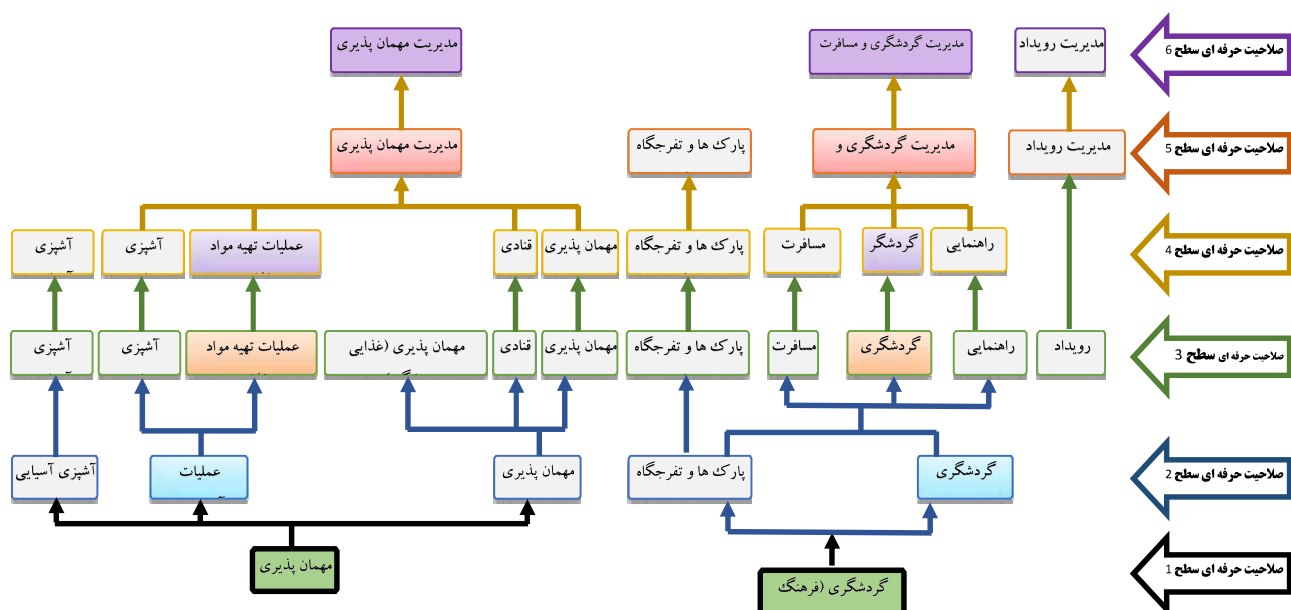 مدیریت رویداد
مدیریت گردشگری و مسافرت
مدیریت مهمان پذیری
صلاحیت حرفه ای سطح 6
مدیریت رویداد
مدیریت گردشگری و
پارک ها و تفرجگاه
مدیریت مهمان پذیری
صلاحیت حرفه ای سطح 5
راهنمایی
گردشگر
مسافرت
پارک ها و تفرجگاه
مهمان پذیری
قنادی
عملیات تهیه مواد
آشپزی
آشپزی
صلاحیت حرفه ای سطح 4
رویداد
راهنمایی
گردشگری
مسافرت
پارک ها و تفرجگاه
مهمان پذیری
قنادی
مهمان پذیری (غذایی
عملیات تهیه مواد
آشپزی
آشپزی
صلاحیت حرفه ای سطح 3
گردشگری
پارک ها و تفرجگاه
مهمان پذیری
عملیات
آشپزی آسیایی
صلاحیت حرفه ای سطح 2
گردشگری (فرهنگ
مهمان پذیری
صلاحیت حرفه ای سطح 1